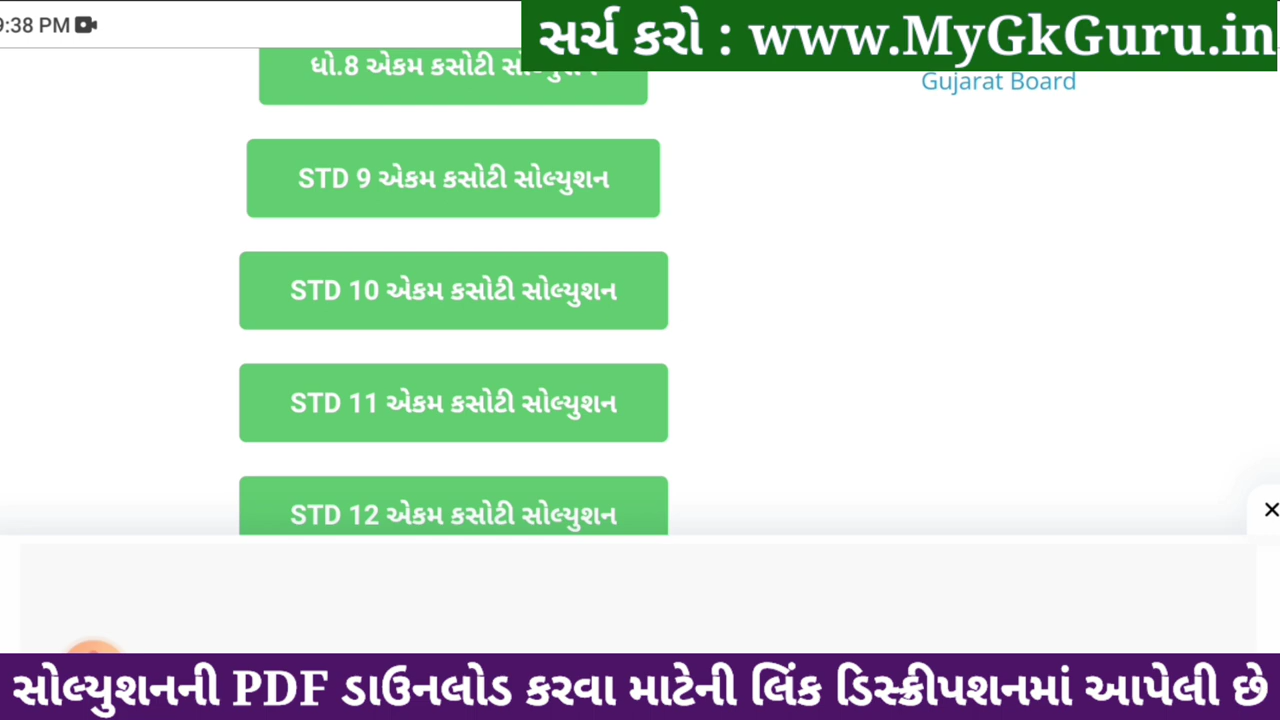 9:38 PM
સર્ચ કરો : www.MyGkGuru.in
ધો.8 એકમ કસોટી સોલ્યુશન
Gujarat Board
STD 9 એકમ કસોટી સોલ્યુશન
STD 10 એકમ કસોટી સોલ્યુશન
STD 11 એકમ કસોટી સોલ્યુશન
STD 12 એકમ કસોટી સોલ્યુશન
સોલ્યુશનની PDF ડાઉનલોડ કરવા માટેની લિંક ડિસ્ક્રીપશનમાં આપેલી છે